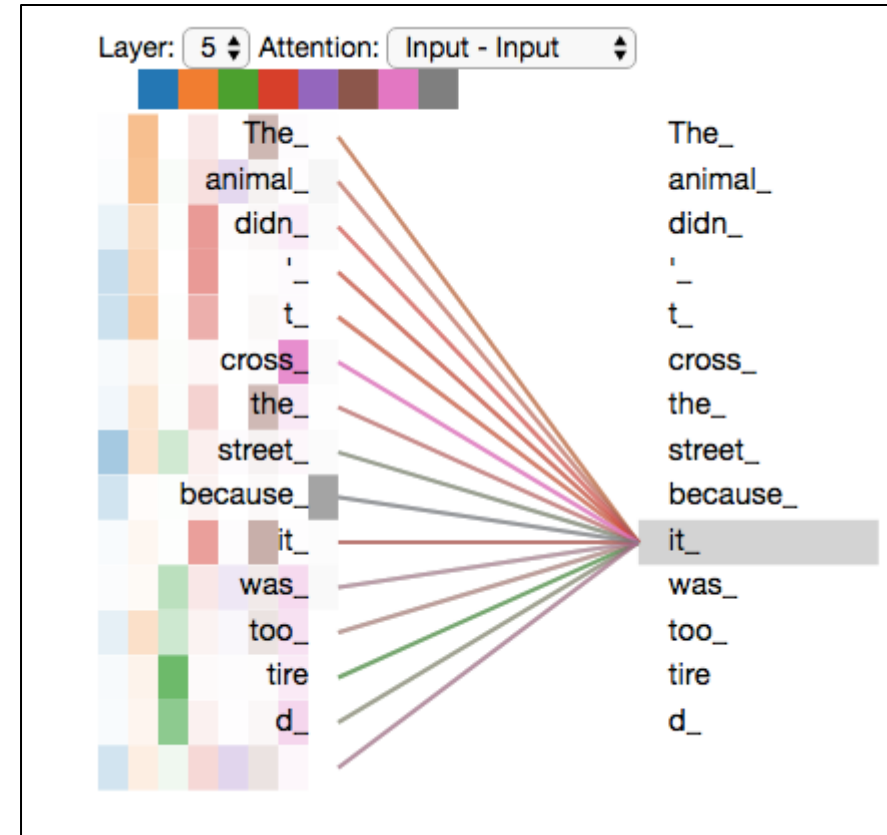 Layer: 5 Attention: Input - Input
The_ The_
animal_ animal_
didn_ didn_
'_ '_
t_ t_
cross_ cross_
the_ the_
street_ street_
because_ because_
it_ it_
was_ was_
too_ too_
tire tire
d_ d_